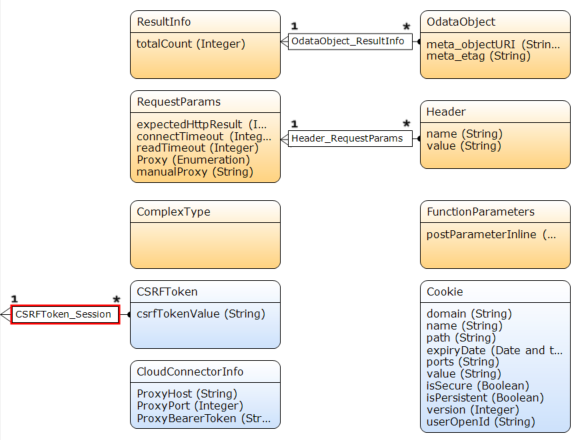 ResultInfo
totalCount (Integer)
1
*
OdataObject_ResultInfo
OdataObject
meta_objectURI (Strin...
meta_etag (String)
RequestParams
expectedHttpResult (I...
connectTimeout (Integ...
readTimeout (Integer)
Proxy (Enumeration)
manualProxy (String)
1
*
Header_RequestParams
Header
name (String)
value (String)
ComplexType
FunctionParameters
postParameterInline (...
1
*
CSRFToken_Session
CSRFToken
csrfTokenValue (String)
Cookie
domain (String)
name (String)
path (String)
expiryDate (Date and t...
ports (String)
value (String)
isSecure (Boolean)
isPersistent (Boolean)
version (Integer)
userOpenId (String)
CloudConnectorInfo
ProxyHost (String)
ProxyPort (Integer)
ProxyBearerToken (Str...